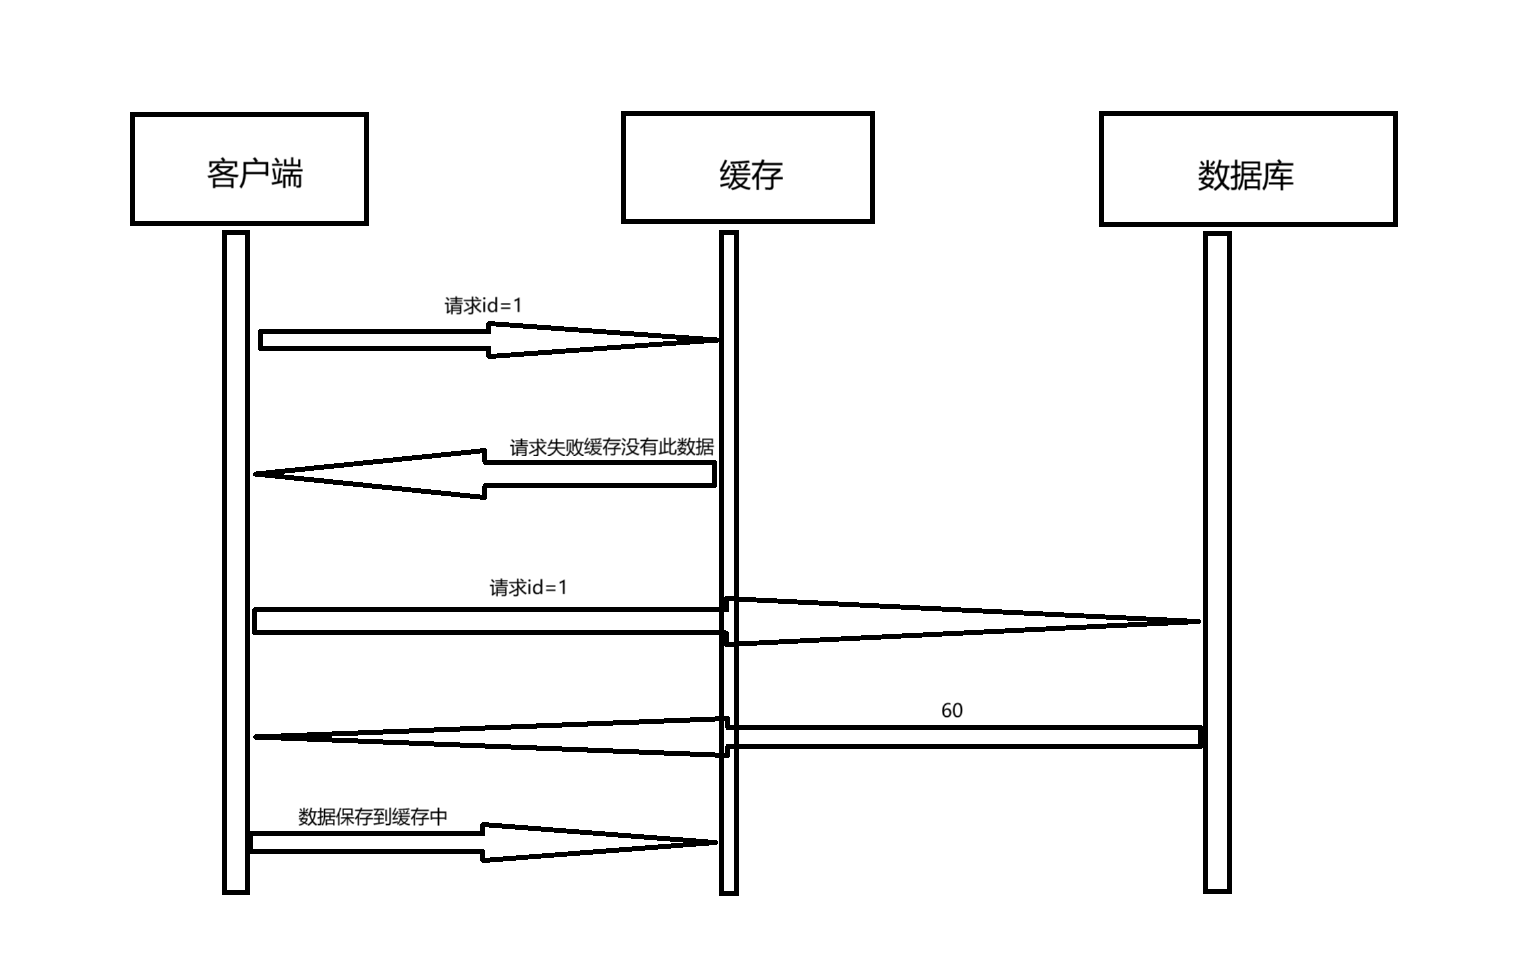 客户端
缓存
数据库
请求id=1
请求失败缓存没有此数据
请求id=1
60
数据保存到缓存中